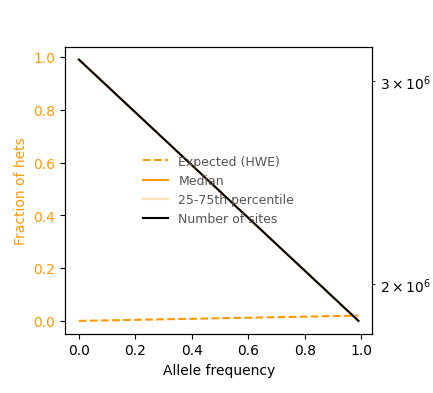 1.0
0.8
0.6
0.4
0.2
0.0
Fraction of hets
Expected (HWE)
Median
25-75th percentile
Number of sites
3 × 10⁶
2 × 10⁶
0.0 0.2 0.4 0.6 0.8 1.0
Allele frequency